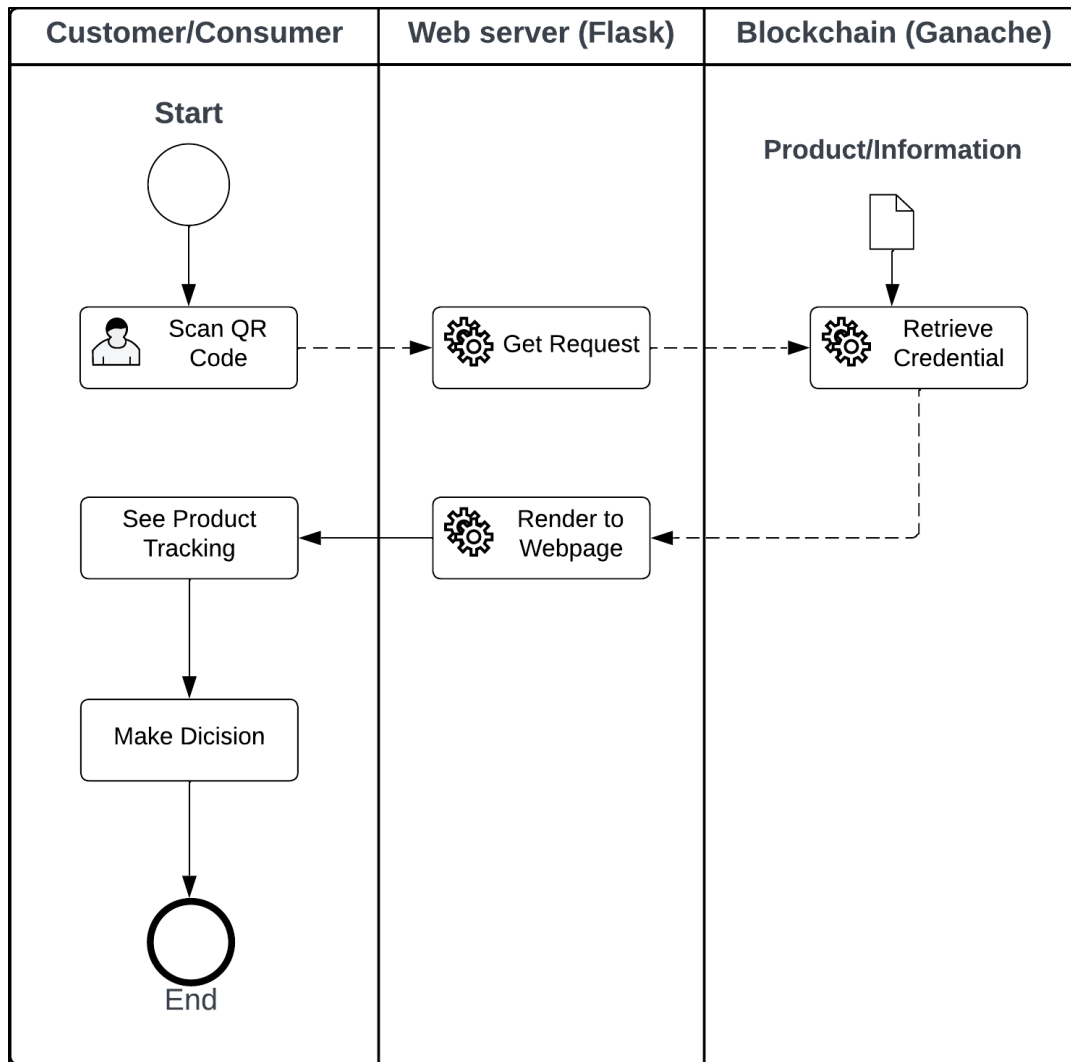 Customer/Consumer
Web server (Flask)
Blockchain (Ganache)
Start
Product/Information
Scan QR
Code
Get Request
Retrieve
Credential
See Product
Tracking
Render to
Webpage
Make Dicision
End